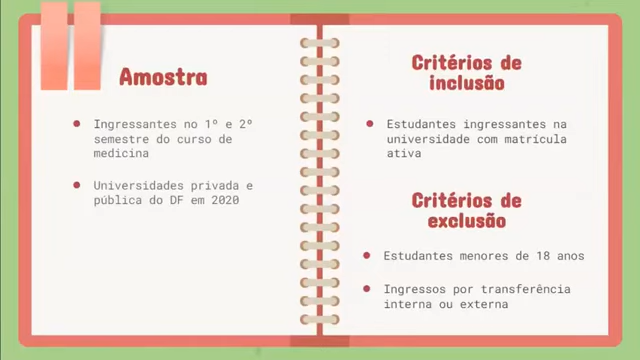 Amostra
Ingressantes no 1º e 2º
semestre do curso de
medicina
Universidades privada e
pública do DF em 2020
Critérios de
inclusão
Estudantes ingressantes na
universidade com matrícula
ativa
Critérios de
exclusão
Estudantes menores de 18 anos
Ingressos por transferência
interna ou externa